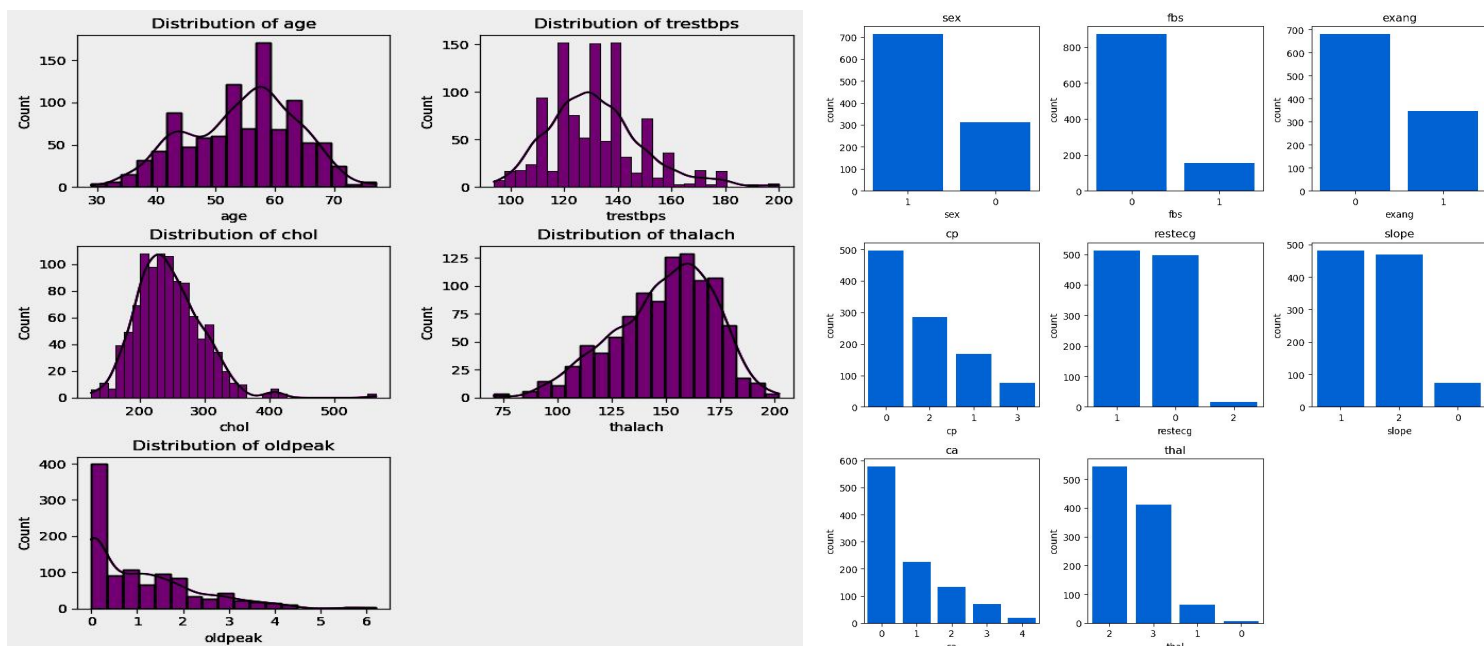 Distribution of age
150
100
50
0
Count
30 40 50 60 70
age
Distribution of trestbps
150
100
50
0
Count
100 120 140 160 180 200
trestbps
Distribution of chol
100
80
60
40
20
0
Count
200 300 400 500
chol
Distribution of thalach
125
100
75
50
25
0
Count
75 100 125 150 175 200
thalach
Distribution of oldpeak
400
300
200
100
0
Count
0 1 2 3 4 5 6
oldpeak
sex
700
600
500
400
300
200
100
0
count
1 0
sex
fbs
800
600
400
200
0
count
0 1
fbs
exang
700
600
500
400
300
200
100
0
count
0 1
exang
cp
500
400
300
200
100
0
count
0 2 1 3
cp
restecg
500
400
300
200
100
0
count
1 0 2
restecg
slope
500
400
300
200
100
0
count
1 2 0
slope
ca
600
500
400
300
200
100
0
count
0 1 2 3 4
ca
thal
500
400
300
200
100
0
count
2 3 1 0
thal